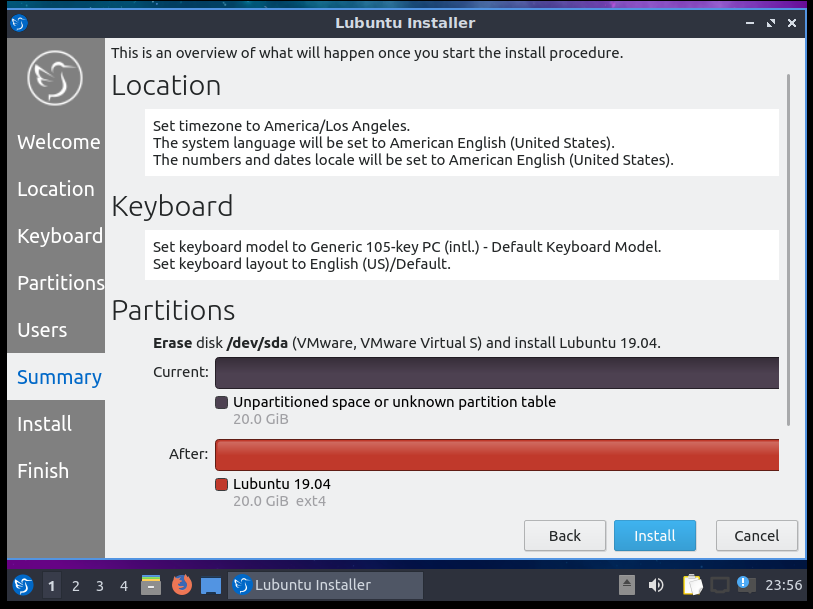 Lubuntu Installer
This is an overview of what will happen once you start the install procedure.
Welcome
Location
Keyboard
Partitions
Users
Summary
Install
Finish
Location
Set timezone to America/Los Angeles.
The system language will be set to American English (United States).
The numbers and dates locale will be set to American English (United States).
Keyboard
Set keyboard model to Generic 105-key PC (intl.) - Default Keyboard Model.
Set keyboard layout to English (US)/Default.
Partitions
Erase disk /dev/sda (VMware, VMware Virtual S) and install Lubuntu 19.04.
Current:
Unpartitioned space or unknown partition table
20.0 GiB
After:
Lubuntu 19.04
20.0 GiB ext4
Back Install Cancel
1 2 3 4 Lubuntu Installer 23:56